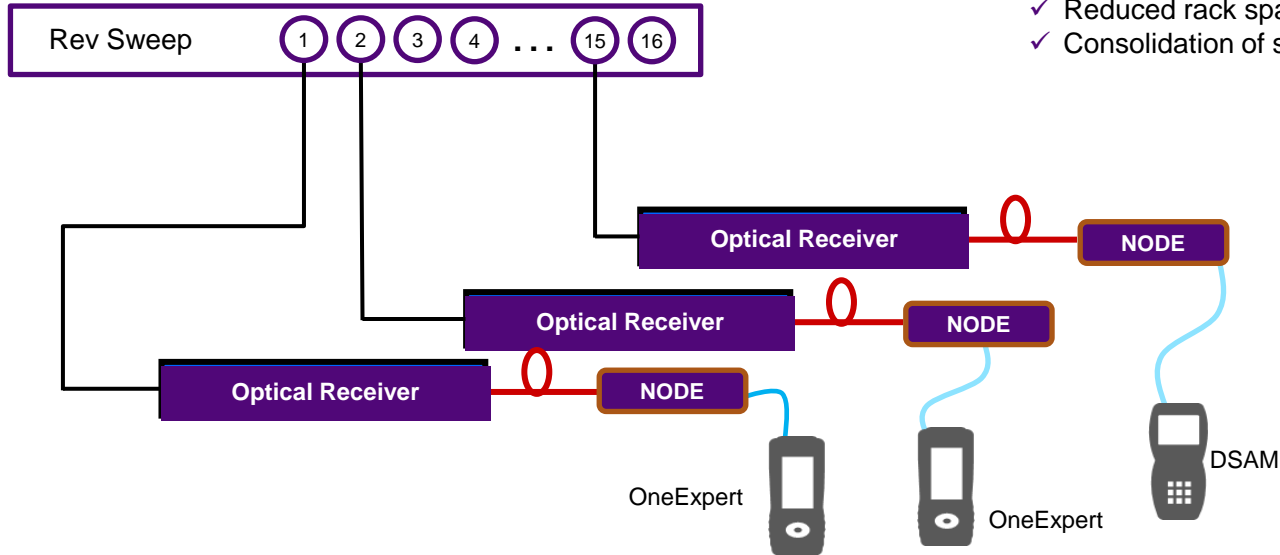 ✓ Reduced rack
✓ Consolidation of
Rev Sweep 1 2 3 4 ... 15 16
Optical Receiver NODE
Optical Receiver NODE
Optical Receiver NODE
DSAM
OneExpert
OneExpert